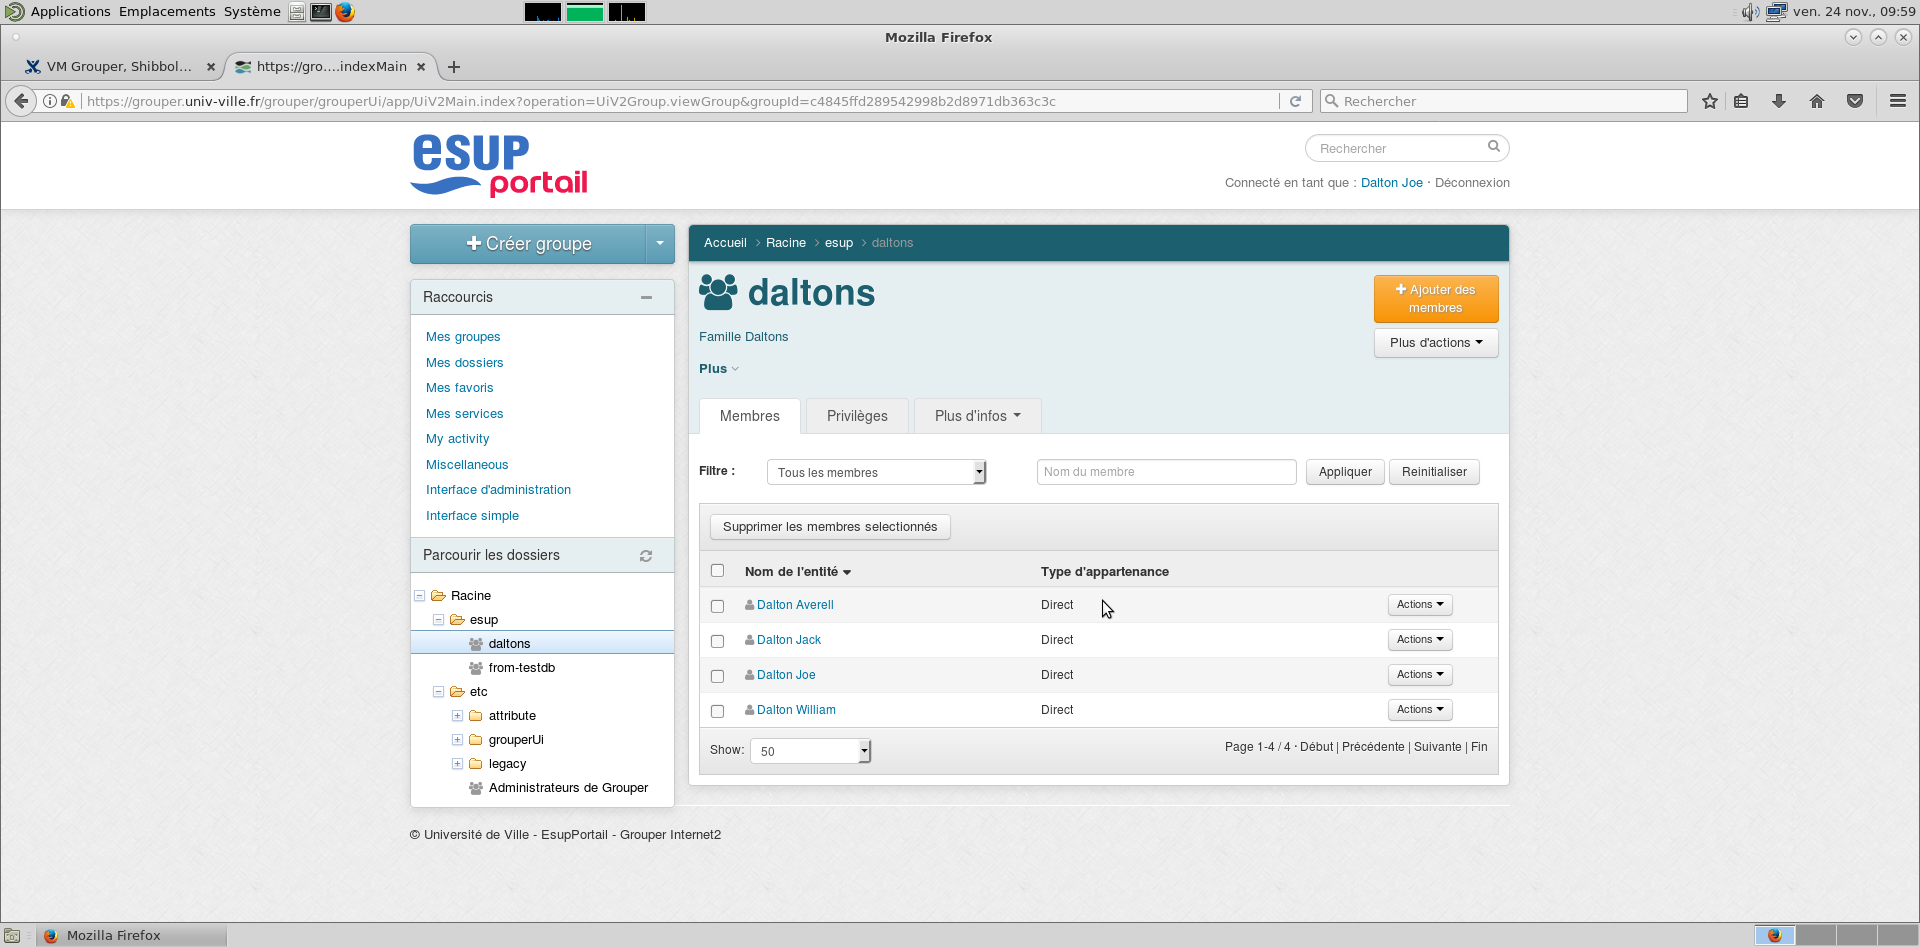 Applications Emplacements Système ven. 24 nov., 09:59
Mozilla Firefox
VM Grouper, Shibbol... https://gro....indexMain
https://grouper.univ-ville.fr/grouper/grouperUi/app/UiV2Main.index?operation=UiV2Group.viewGroup&groupId=c4845ffd289542998b2d8971db363c3c Rechercher
esup portail
Rechercher
Connecté en tant que : Dalton Joe · Déconnexion
Créer groupe
Raccourcis
Mes groupes
Mes dossiers
Mes favoris
Mes services
My activity
Miscellaneous
Interface d'administration
Interface simple
Parcourir les dossiers
Racine
esup
daltons
from-testdb
etc
attribute
grouperUi
legacy
Administrateurs de Grouper
Accueil Racine esup daltons
daltons
Ajouter des
membres
Famille Daltons
Plus d'actions
Plus
Membres Privilèges Plus d'infos
Filtre : Tous les membres Nom du membre Appliquer Reinitialiser
Supprimer les membres selectionnés
Nom de l'entité Type d'appartenance
Dalton Averell Direct Actions
Dalton Jack Direct Actions
Dalton Joe Direct Actions
Dalton William Direct Actions
Show: 50 Page 1-4 / 4 · Début | Précédente | Suivante | Fin
© Université de Ville - EsupPortail - Grouper Internet2
Mozilla Firefox